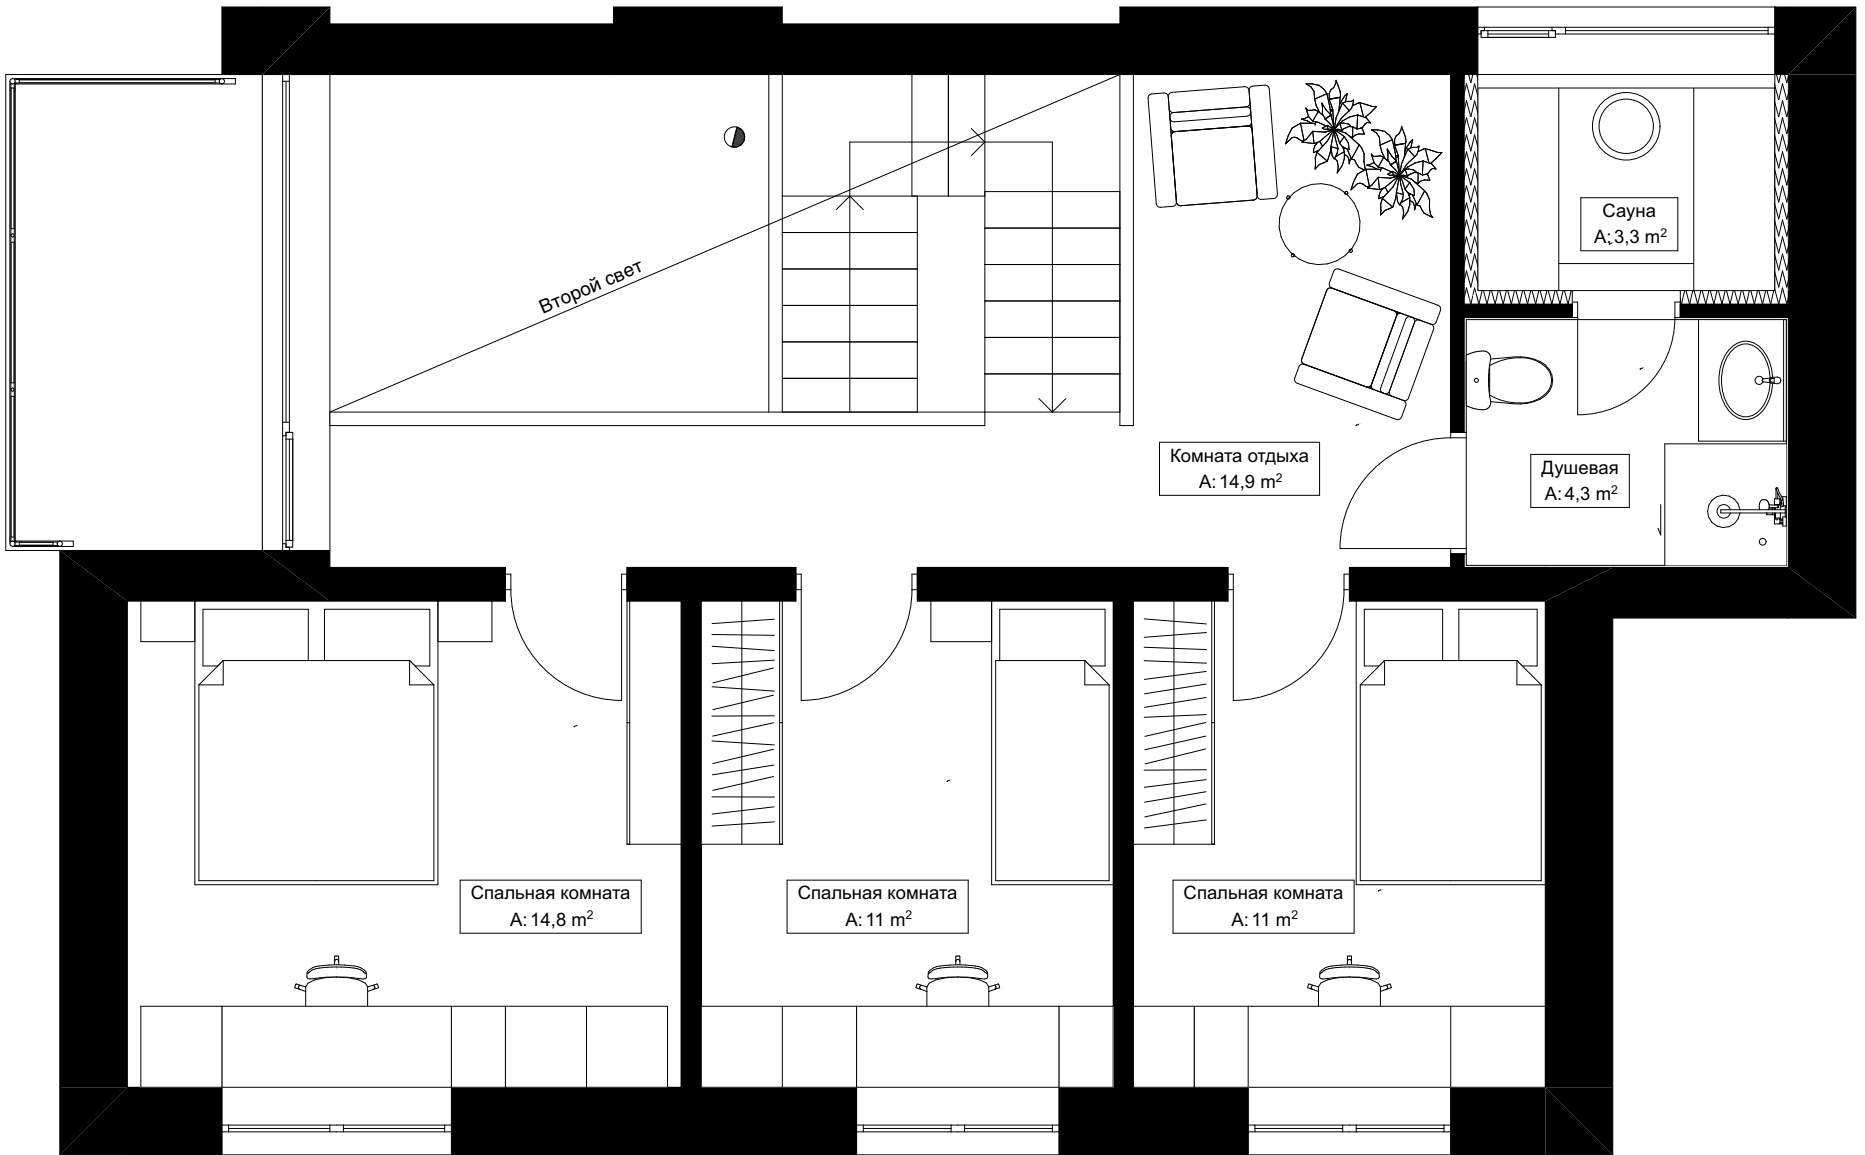 Сауна
A: 3,3 m²
Второй свет
Комната отдыха
A: 14,9 m²
Душевая
A: 4,3 m²
Спальная комната
A: 14,8 m²
Спальная комната
A: 11 m²
Спальная комната
A: 11 m²